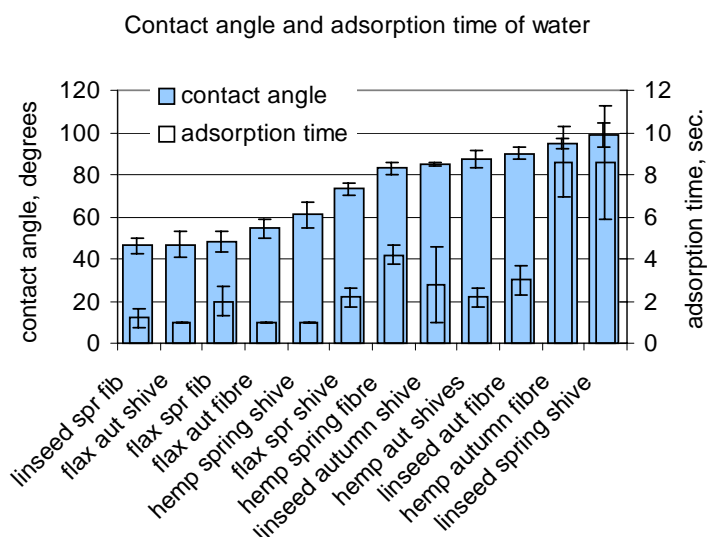 Contact angle and adsorption time of water
contact angle, degrees
120
100
80
60
40
20
0
contact angle
adsorption time
12
10
8
6
4
2
0
adsorption time, sec.
linseed spr fib
flax aut shive
flax spr fib
flax aut fibre
hemp spring shive
flax spr shive
hemp spring fibre
linseed autumn shive
hemp aut shives
linseed aut fibre
hemp autumn fibre
linseed spring shive